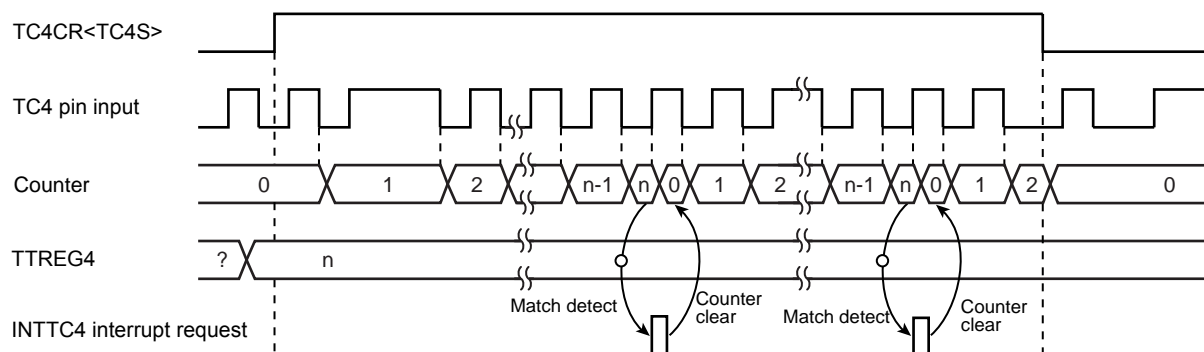 TC4CR<TC4S>
TC4 pin input
Counter
0 1 2 n-1 n 0 1 2 n-1 n 0 1 2 0
TTREG4
? n
Match detect Counter clear Match detect Counter clear
INTTC4 interrupt request